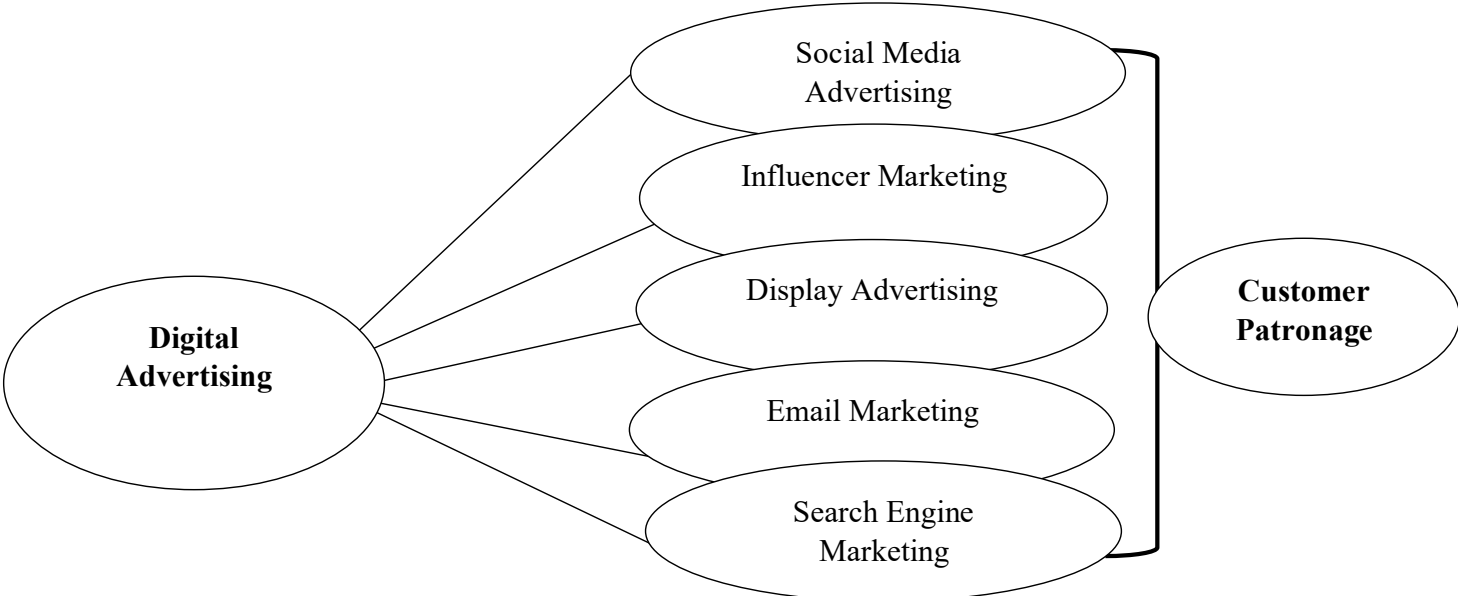 Social Media
Advertising
Influencer Marketing
Display Advertising
Customer
Patronage
Digital
Advertising
Email Marketing
Search Engine
Marketing